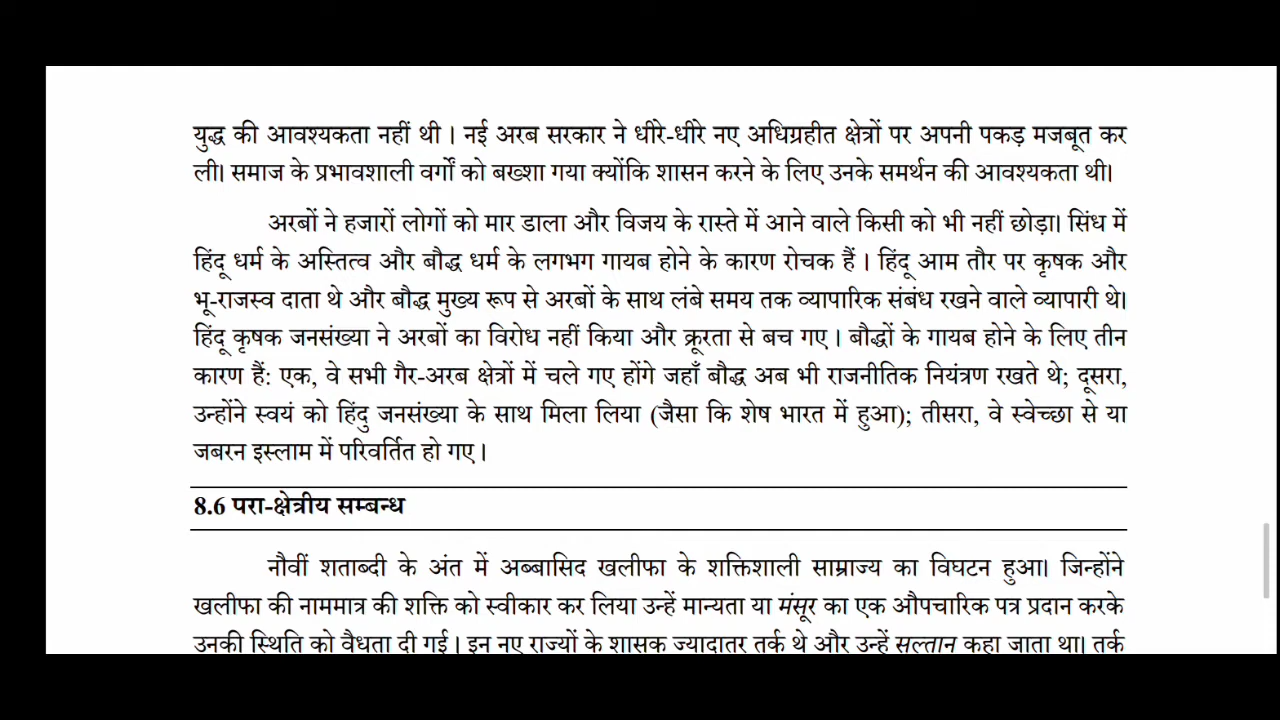 युद्ध की आवश्यकता नहीं थी। नई अरब सरकार ने धीरे-धीरे नए अधिग्रहीत क्षेत्रों पर अपनी पकड़ मजबूत कर
ली। समाज के प्रभावशाली वर्गों को बख्शा गया क्योंकि शासन करने के लिए उनके समर्थन की आवश्यकता थी।
अरबों ने हजारों लोगों को मार डाला और विजय के रास्ते में आने वाले किसी को भी नहीं छोड़ा। सिंध में
हिंदू धर्म के अस्तित्व और बौद्ध धर्म के लगभग गायब होने के कारण रोचक हैं। हिंदू आम तौर पर कृषक और
भू-राजस्व दाता थे और बौद्ध मुख्य रूप से अरबों के साथ लंबे समय तक व्यापारिक संबंध रखने वाले व्यापारी थे।
हिंदू कृषक जनसंख्या ने अरबों का विरोध नहीं किया और क्रूरता से बच गए। बौद्धों के गायब होने के लिए तीन
कारण हैं: एक, वे सभी गैर-अरब क्षेत्रों में चले गए होंगे जहाँ बौद्ध अब भी राजनीतिक नियंत्रण रखते थे; दूसरा,
उन्होंने स्वयं को हिंदु जनसंख्या के साथ मिला लिया (जैसा कि शेष भारत में हुआ); तीसरा, वे स्वेच्छा से या
जबरन इस्लाम में परिवर्तित हो गए।
8.6 परा-क्षेत्रीय सम्बन्ध
नौवीं शताब्दी के अंत में अब्बासिद खलीफा के शक्तिशाली साम्राज्य का विघटन हुआ। जिन्होंने
खलीफा की नाममात्र की शक्ति को स्वीकार कर लिया उन्हें मान्यता या मंसूर का एक औपचारिक पत्र प्रदान करके
उनकी स्थिति को वैधता दी गई। इन नए राज्यों के शासक ज्यादातर तुर्क थे और उन्हें सुल्तान कहा जाता था। तुर्क